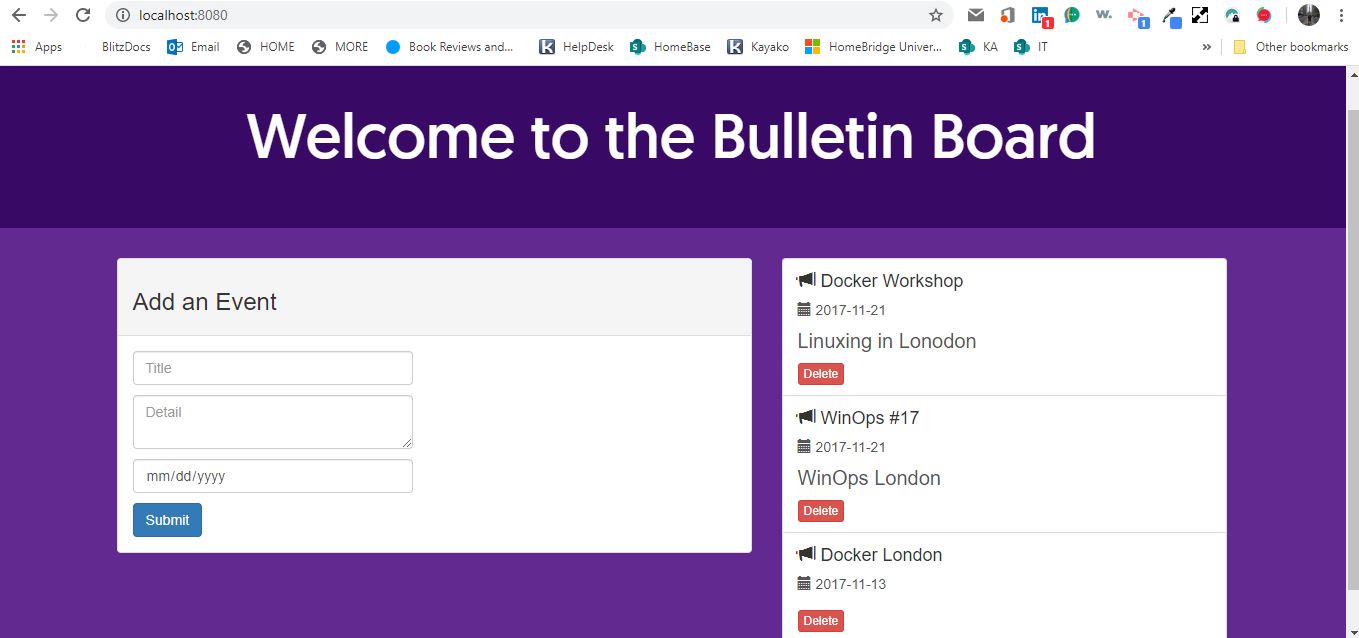 localhost:8080
1
1
Apps BlitzDocs Email HOME MORE Book Reviews and... HelpDesk HomeBase Kayako HomeBridge Univer... KA IT » Other bookmarks
Welcome to the Bulletin Board
Add an Event
Title
Detail
mm/dd/yyyy
Submit
Docker Workshop
2017-11-21
Linuxing in Lonodon
Delete
WinOps #17
2017-11-21
WinOps London
Delete
Docker London
2017-11-13
Delete